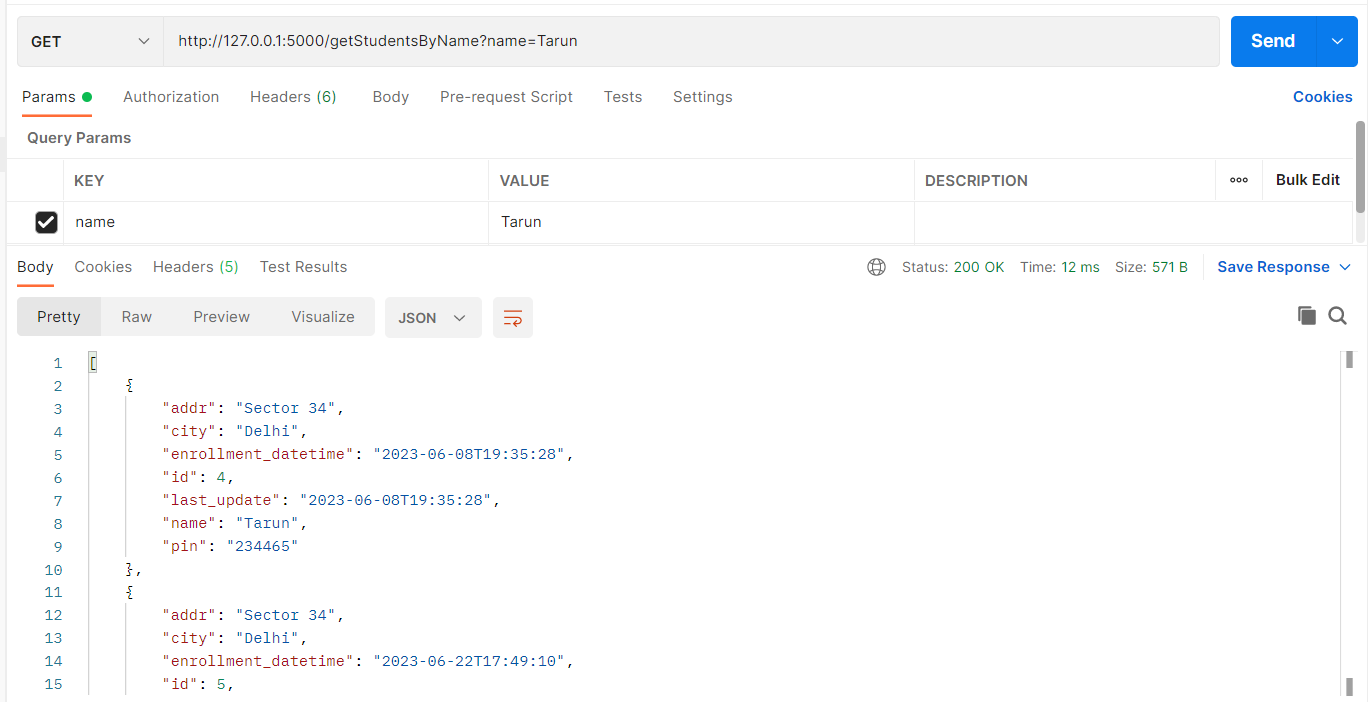 GET http://127.0.0.1:5000/getStudentsByName?name=Tarun Send
Params Authorization Headers (6) Body Pre-request Script Tests Settings Cookies
Query Params
KEY VALUE DESCRIPTION ooo Bulk Edit
name Tarun
Body Cookies Headers (5) Test Results Status: 200 OK Time: 12 ms Size: 571 B Save Response
Pretty Raw Preview Visualize JSON
1 [
2 {
3 "addr": "Sector 34",
4 "city": "Delhi",
5 "enrollment_datetime": "2023-06-08T19:35:28",
6 "id": 4,
7 "last_update": "2023-06-08T19:35:28",
8 "name": "Tarun",
9 "pin": "234465"
10 },
11 {
12 "addr": "Sector 34",
13 "city": "Delhi",
14 "enrollment_datetime": "2023-06-22T17:49:10",
15 "id": 5,